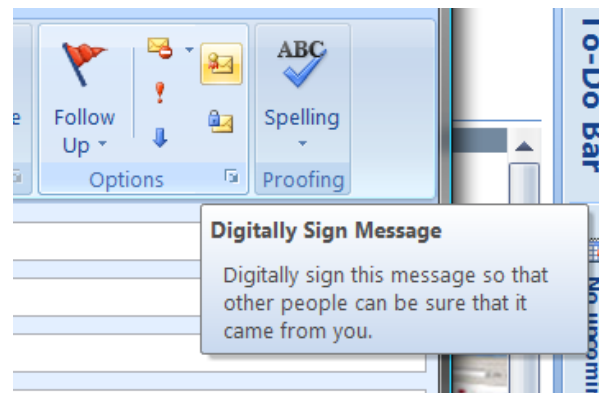 ABC
Follow
Up
Spelling
Options
Proofing
Digitally Sign Message
Digitally sign this message so that
other people can be sure that it
came from you.
To-Do Bar